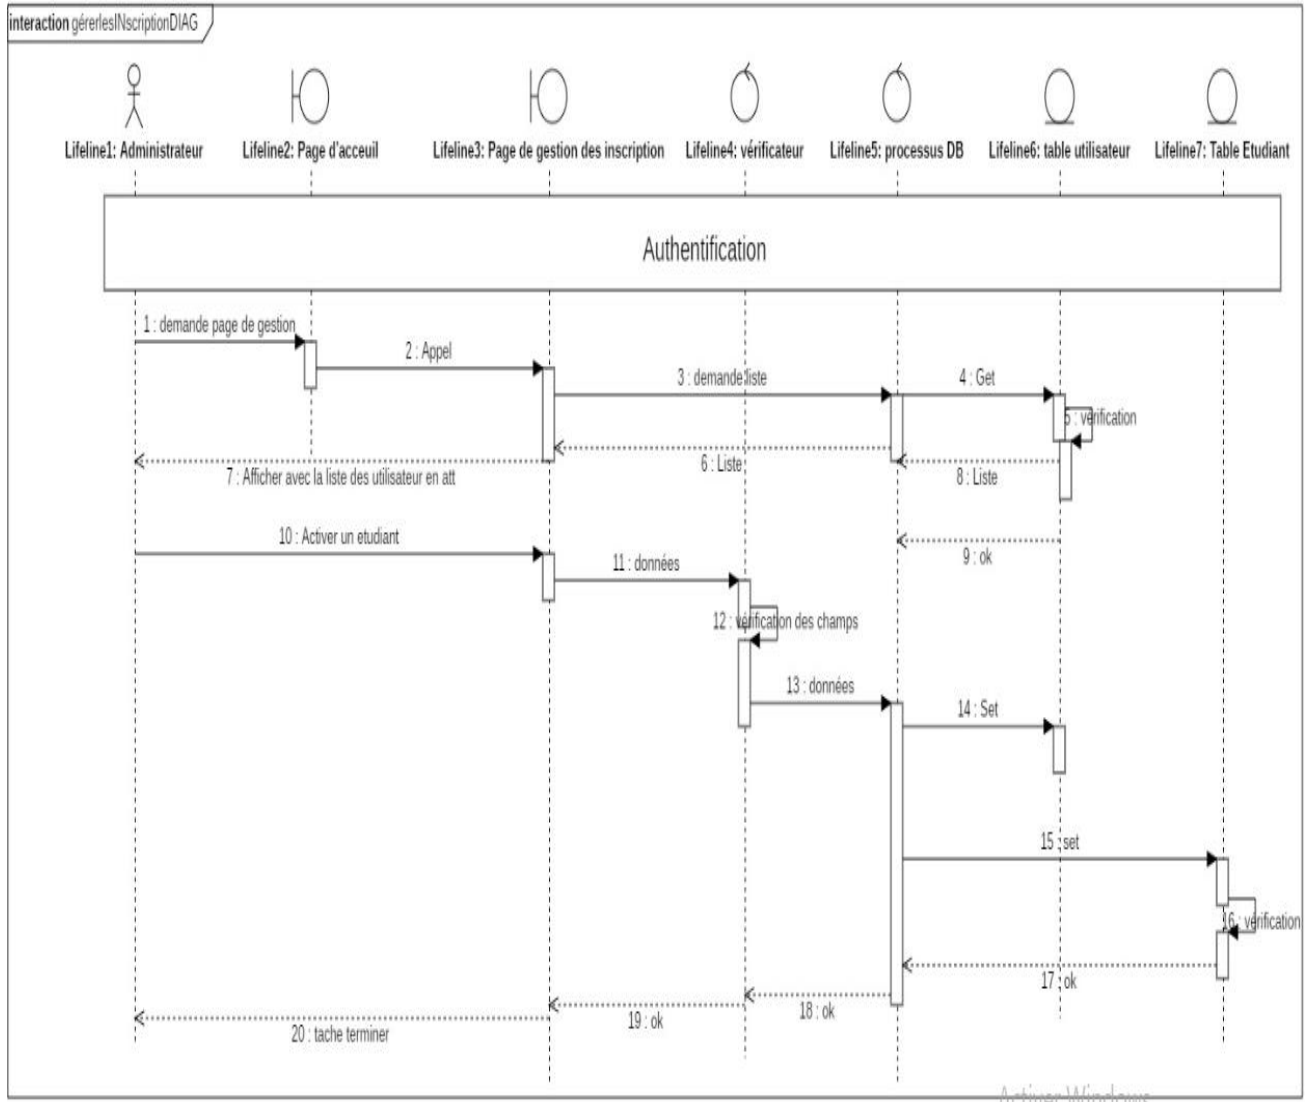 interaction gérerlesINscriptionDIAG
Lifeline1: Administrateur
Lifeline2: Page d'acceuil
Lifeline3: Page de gestion des inscription
Lifeline4: vérificateur
Lifeline5: processus DB
Lifeline6: table utilisateur
Lifeline7: Table Etudiant
Authentification
1 : demande page de gestion
2 : Appel
3 : demande liste
4 : Get
5 : vérification
6 : Liste
8 : Liste
7 : Afficher avec la liste des utilisateur en att
10 : Activer un etudiant
9 : ok
11 : données
12 : vérification des champs
13 : données
14 : Set
15 : set
16 : vérification
17 : ok
18 : ok
19 : ok
20 : tache terminer